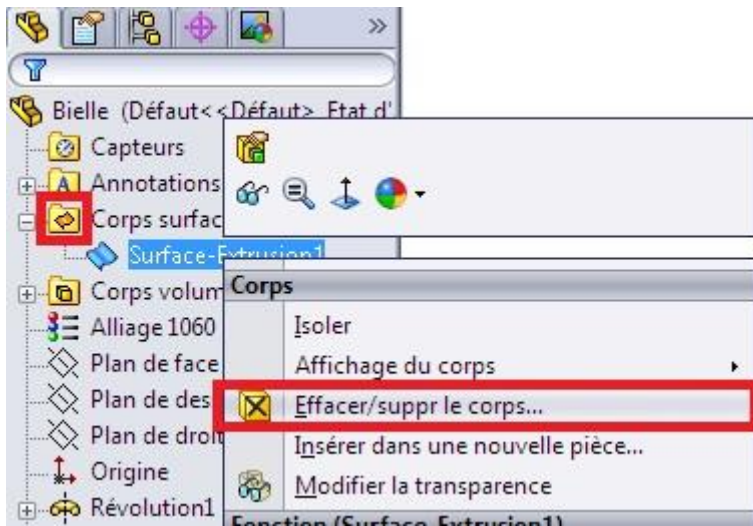 Bielle (Défaut<<Défaut> Etat d'
Capteurs
Annotations
Corps surfac
Surface-Extrusion1
Corps volum
Alliage 1060
Plan de face
Plan de des
Plan de droit
Origine
Révolution1
Corps
Isoler
Affichage du corps
Effacer/suppr le corps...
Insérer dans une nouvelle pièce...
Modifier la transparence
Fonction (Surface-Extrusion1)